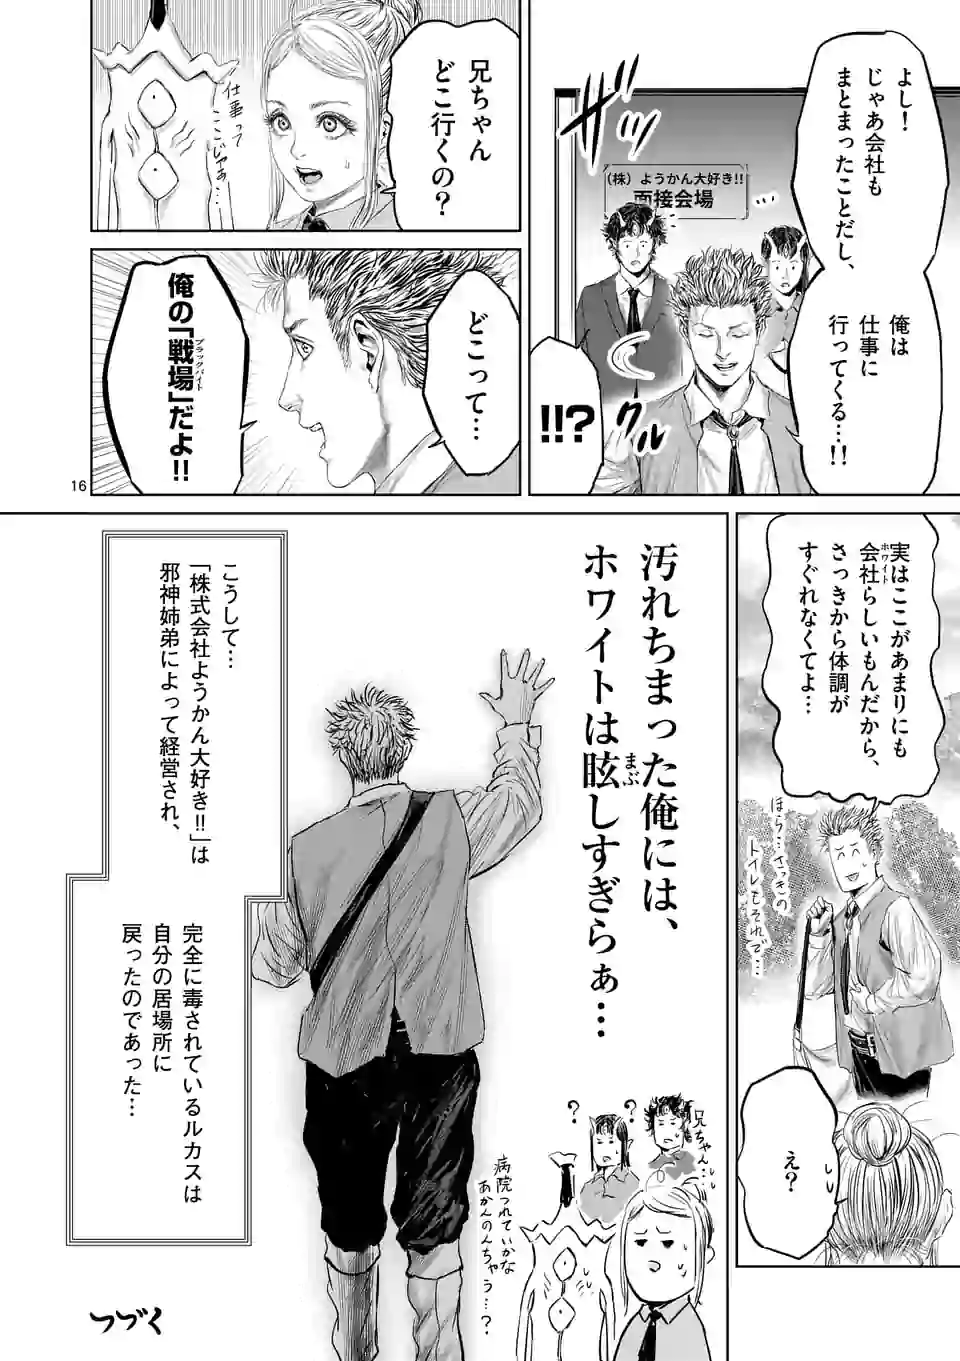 よし!
じゃあ会社も
まとまったことだし、
俺は
仕事に
行ってくる…!!
(株)ようかん大好き!!
面接会場
ザッ
クルッ
!!?
兄ちゃん
どこ行くの?
仕事って
ここじゃぁ…
どこって…
俺の「戦場」だよ!!
ブラックバイト
16
実はここがあまりにも
会社らしいもんだから、
ホワイト
さっきから体調が
すぐれなくてよ…
ほら…さっきの
トイレもそれで…
え?
汚れちまった俺には、
ホワイトは眩しすぎらぁ…
まぶ
?
?
兄ちゃん…
病院つれていかな
あかんのんちゃう…?
こうして…
「株式会社ようかん大好き!!」は
邪神姉弟によって経営され、
完全に毒されているルカスは
自分の居場所に
戻ったのであった…
つづく